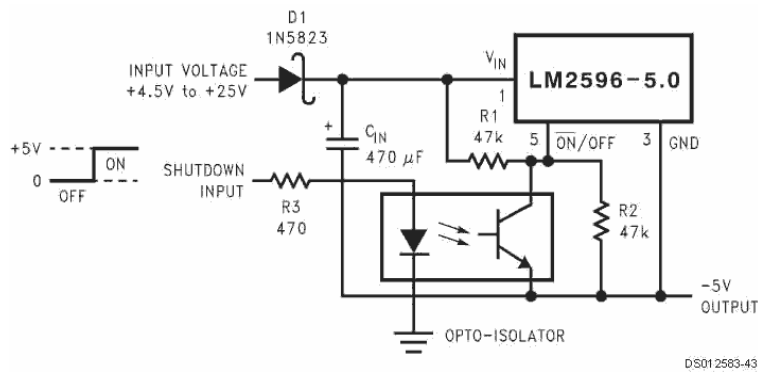 D1
1N5823
INPUT VOLTAGE
+4.5V to +25V
VIN
1
LM2596-5.0
R1
47k
5
ON/OFF
3
GND
+
CIN
470 μF
+5V
ON
0
OFF
SHUTDOWN
INPUT
R3
470
R2
47k
-5V
OUTPUT
OPTO-ISOLATOR
DS012583-43